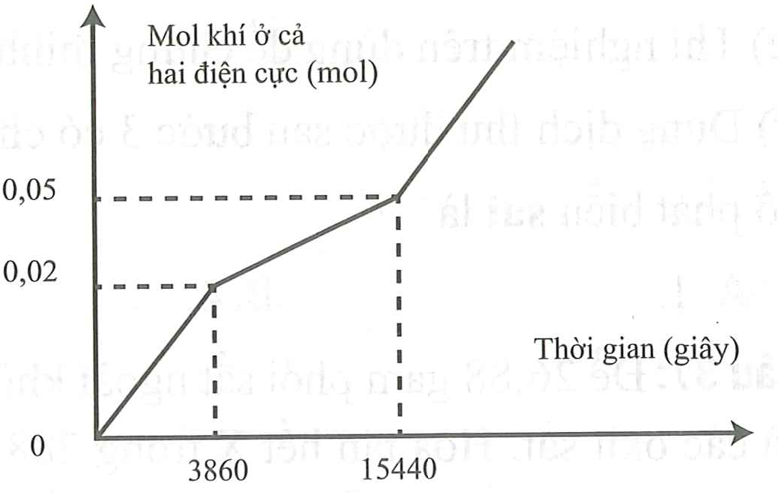 Mol khí ở cả
hai điện cực (mol)
0,05
0,02
Thời gian (giây)
0
3860
15440